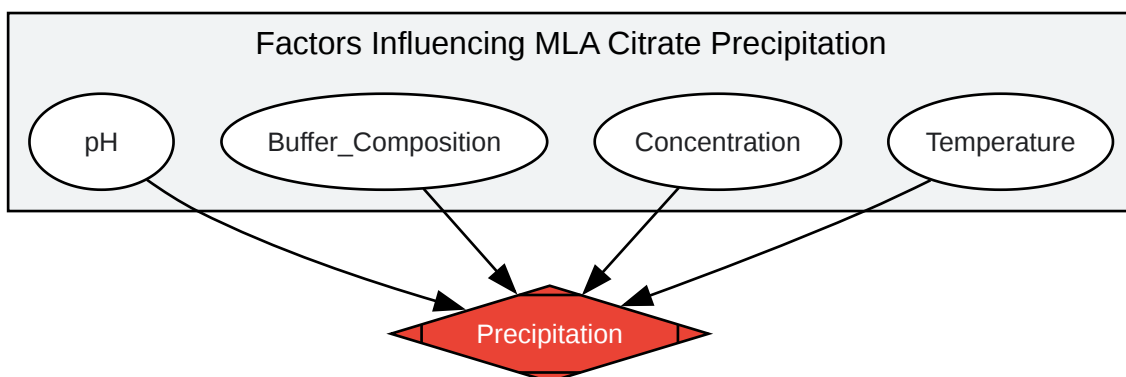 Factors Influencing MLA Citrate Precipitation
pH
Buffer_Composition
Concentration
Temperature
Precipitation